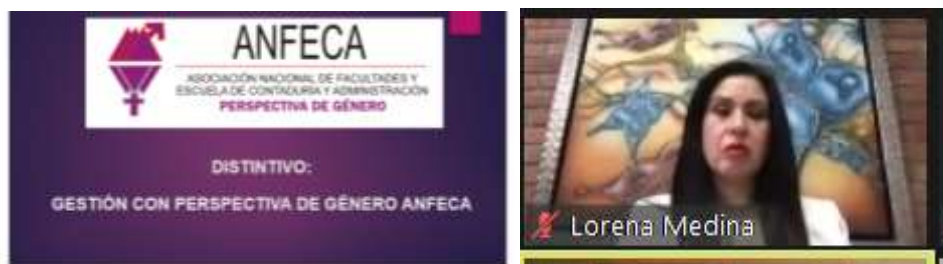 ANFECA
ASOCIACIÓN NACIONAL DE FACULTADES Y
ESCUELA DE CONTADURÍA Y ADMINISTRACIÓN
PERSPECTIVA DE GÉNERO
DISTINTIVO:
GESTIÓN CON PERSPECTIVA DE GÉNERO ANFECA
Lorena Medina